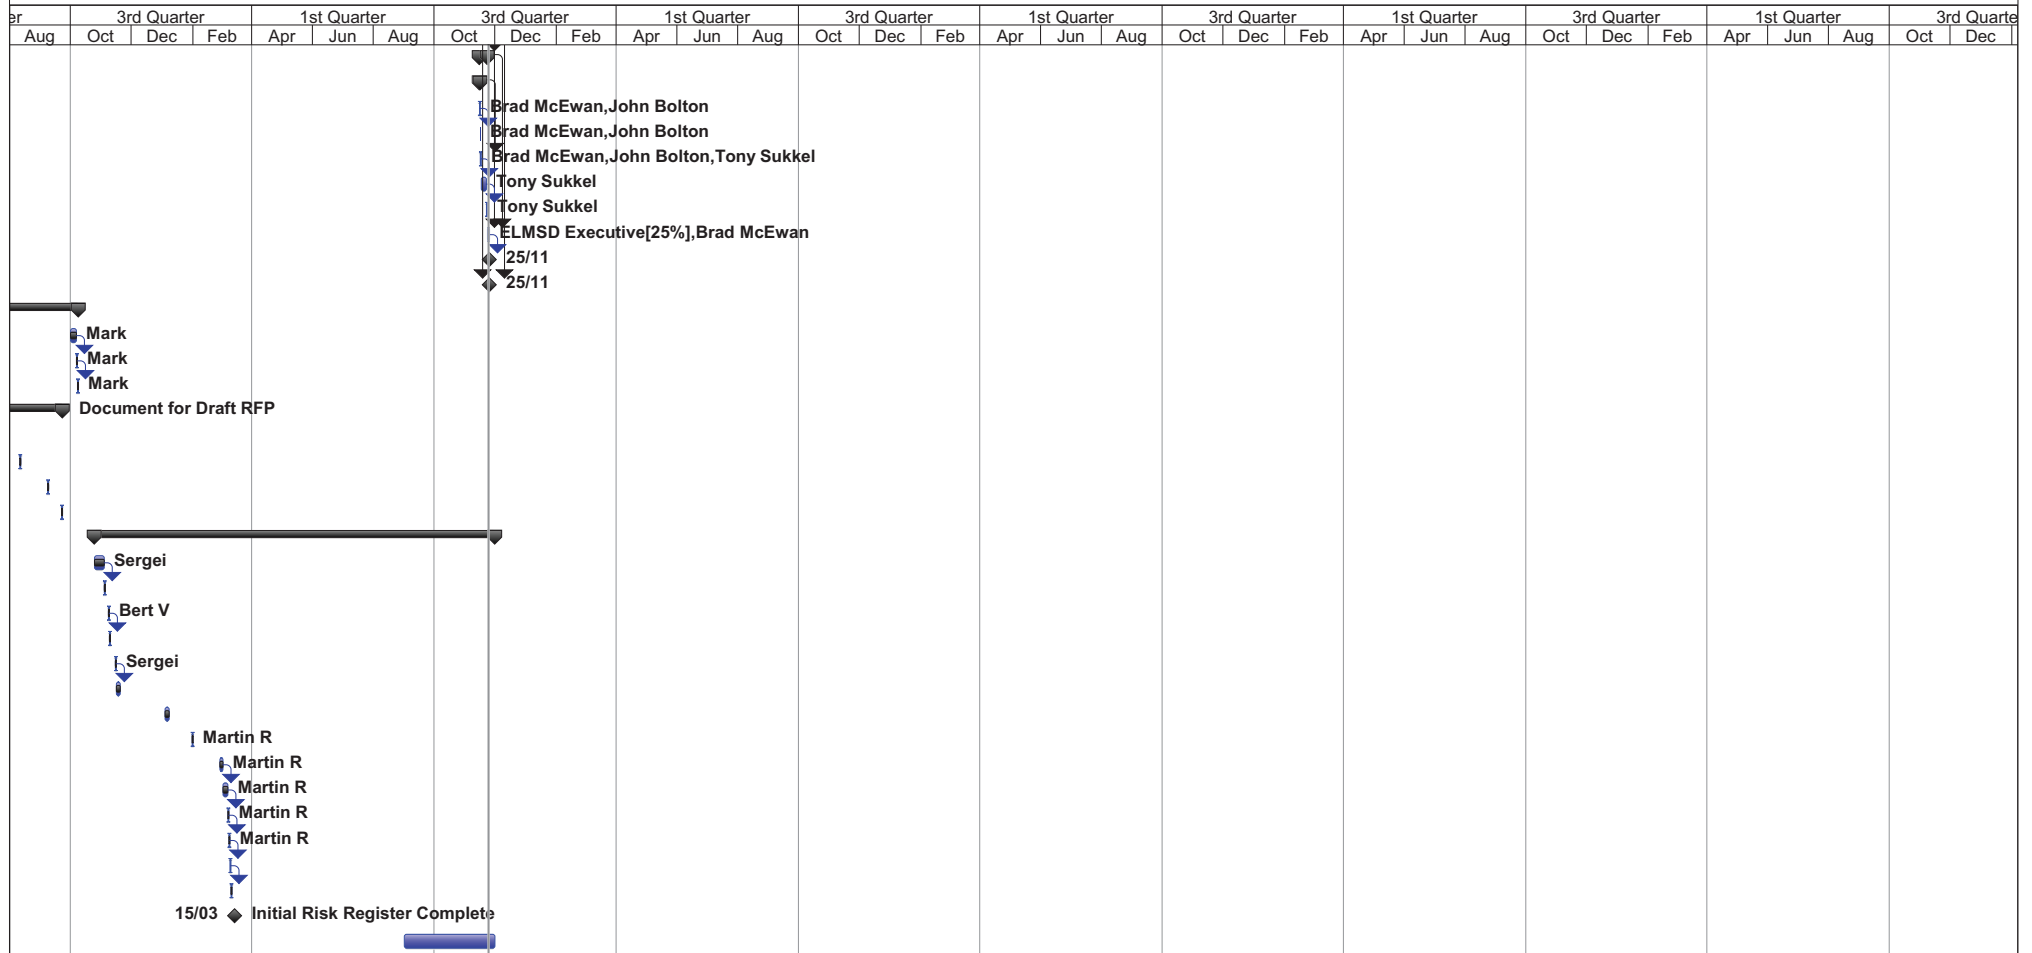 er 3rd Quarter 1st Quarter 3rd Quarter 1st Quarter 3rd Quarter 1st Quarter 3rd Quarter 1st Quarter 3rd Quarter 1st Quarter 3rd Quarte
Aug Oct Dec Feb Apr Jun Aug Oct Dec Feb Apr Jun Aug Oct Dec Feb Apr Jun Aug Oct Dec Feb Apr Jun Aug Oct Dec Feb Apr Jun Aug Oct Dec
Brad McEwan,John Bolton
Brad McEwan,John Bolton
Brad McEwan,John Bolton,Tony Sukkel
Tony Sukkel
Tony Sukkel
ELMSD Executive[25%],Brad McEwan
25/11
25/11
Mark
Mark
Mark
Document for Draft RFP
Sergei
Bert V
Sergei
Martin R
Martin R
Martin R
Martin R
Martin R
15/03 Initial Risk Register Complete